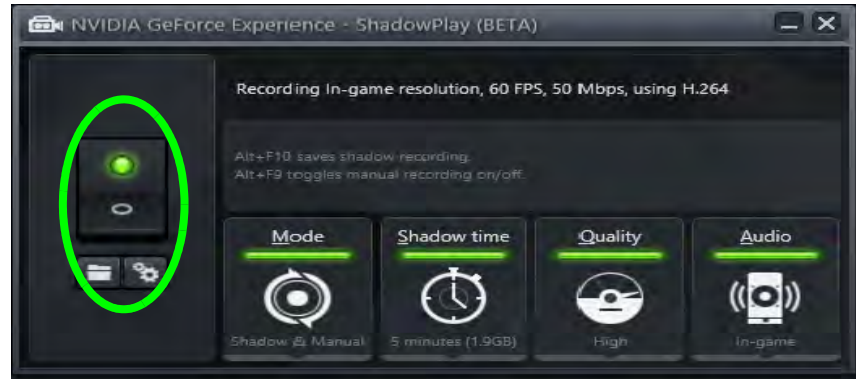 NVIDIA GeForce Experience - ShadowPlay (BETA)
Recording In-game resolution, 60 FPS, 50 Mbps, using H.264
Alt+F10 saves shadow recording.
Alt+F9 toggles manual recording on/off.
Mode Shadow time Quality Audio
Shadow & Manual 5 minutes (1.9GB) High In-game